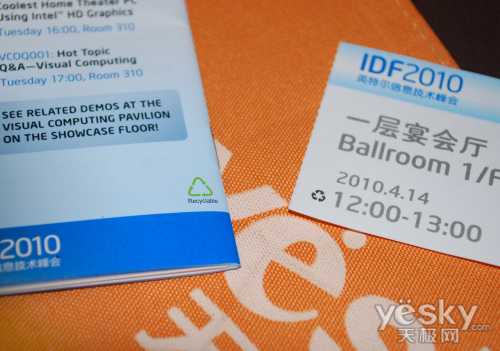 Coolest Home Theater PC
Using Intel™ HD Graphics
Tuesday 16:00, Room 310
VCOQ001: Hot Topic
Q&A—Visual Computing
Tuesday 17:00, Room 310
SEE RELATED DEMOS AT THE
VISUAL COMPUTING PAVILION
ON THE SHOWCASE FLOOR!
Recyclable
2010
信息技术峰会
IDF2010
英特尔信息技术峰会
一层宴会厅
Ballroom 1/F
2010.4.14
12:00-13:00
yesky
天极网